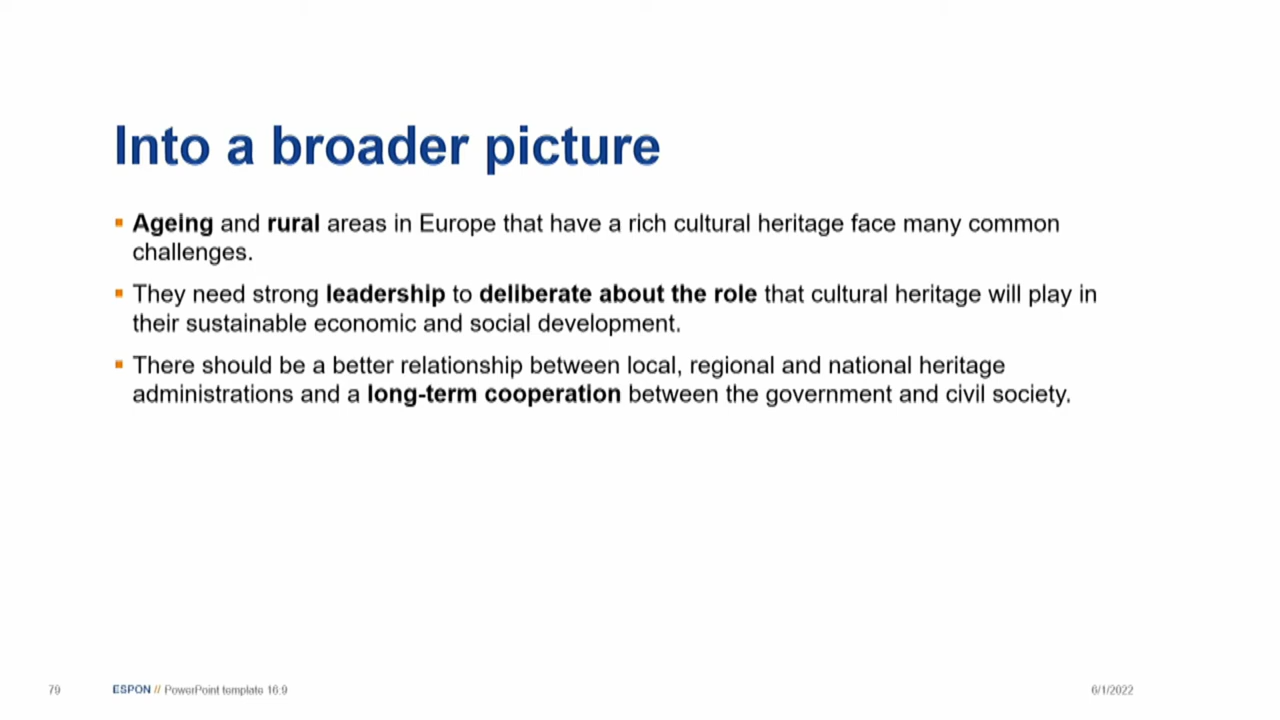 Into a broader picture
Ageing and rural areas in Europe that have a rich cultural heritage face many common
challenges.
They need strong leadership to deliberate about the role that cultural heritage will play in
their sustainable economic and social development.
There should be a better relationship between local, regional and national heritage
administrations and a long-term cooperation between the government and civil society.
79
ESPON // PowerPoint template 16:9
6/1/2022